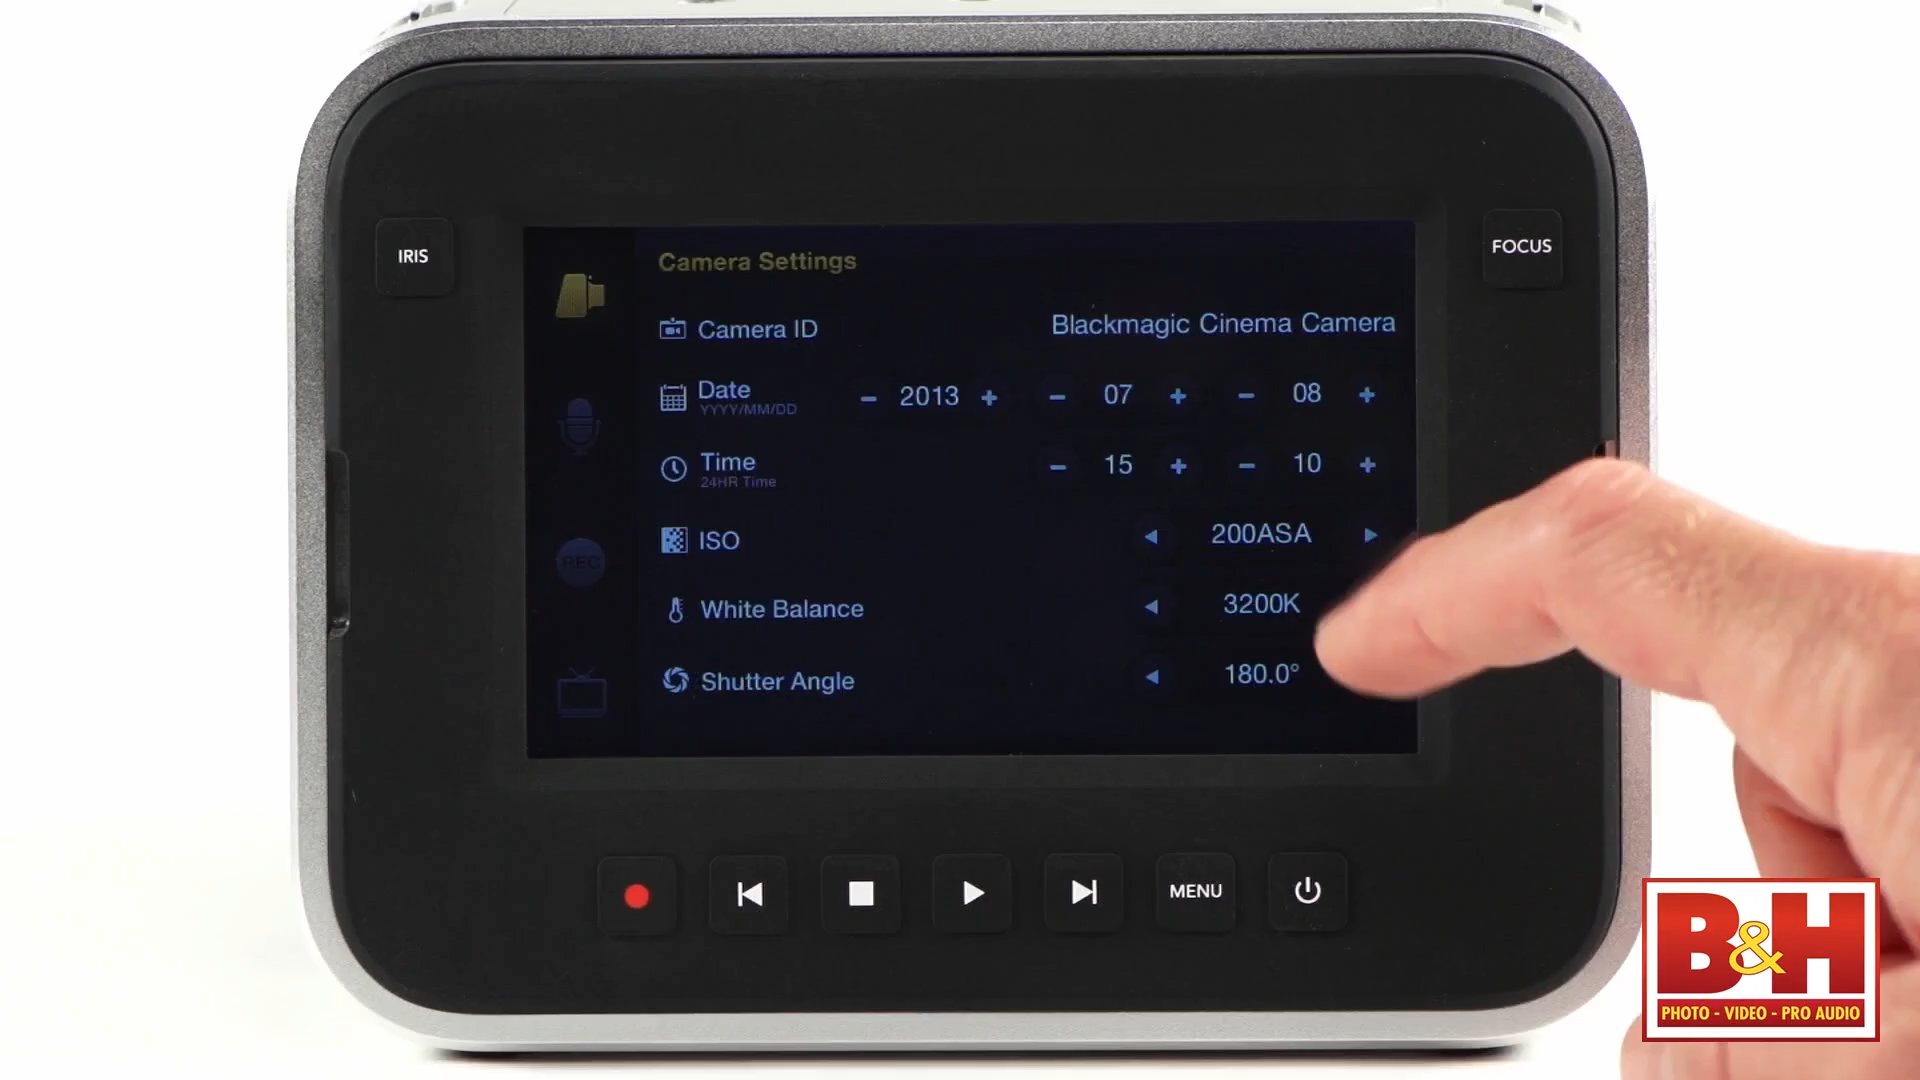 IRIS
FOCUS
Camera Settings
Camera ID
Blackmagic Cinema Camera
Date
YYYY/MM/DD
- 2013 + - 07 + - 08 +
Time
24HR Time
- 15 + - 10 +
ISO
200ASA
White Balance
3200K
Shutter Angle
180.0°
REC
MENU
B&H
PHOTO - VIDEO - PRO AUDIO